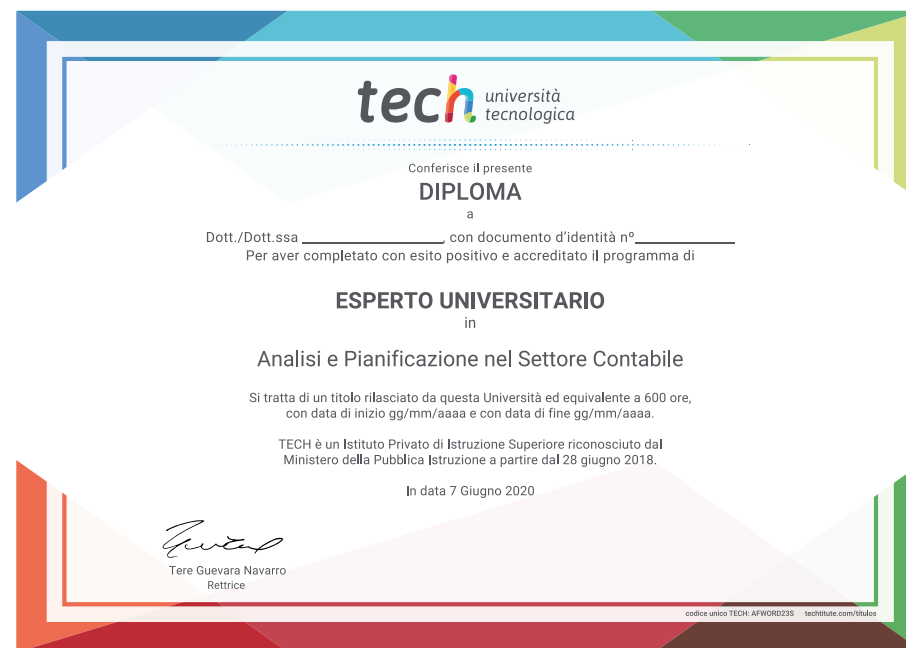 tech università
tecnologica
Conferisce il presente
DIPLOMA
a
Dott./Dott.ssa ________________, con documento d'identità nº____________
Per aver completato con esito positivo e accreditato il programma di
ESPERTO UNIVERSITARIO
in
Analisi e Pianificazione nel Settore Contabile
Si tratta di un titolo rilasciato da questa Università ed equivalente a 600 ore,
con data di inizio gg/mm/aaaa e con data di fine gg/mm/aaaa.
TECH è un Istituto Privato di Istruzione Superiore riconosciuto dal
Ministero della Pubblica Istruzione a partire dal 28 giugno 2018.
In data 7 Giugno 2020
Tere Guevara Navarro
Rettrice
codice unico TECH: AFWORD23S techtitute.com/titulos